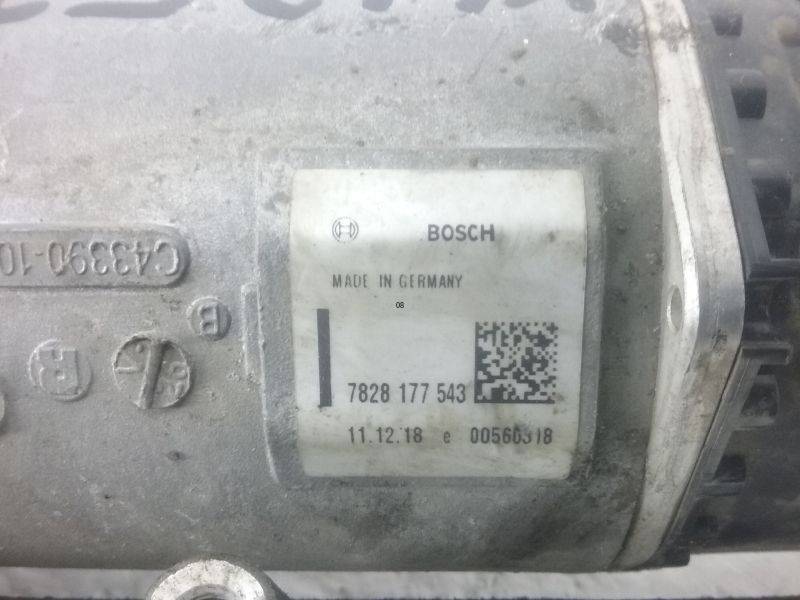 BOSCH
MADE IN GERMANY
08
7828 177 543
11.12.18 e 00560318
C43390-10
B
R